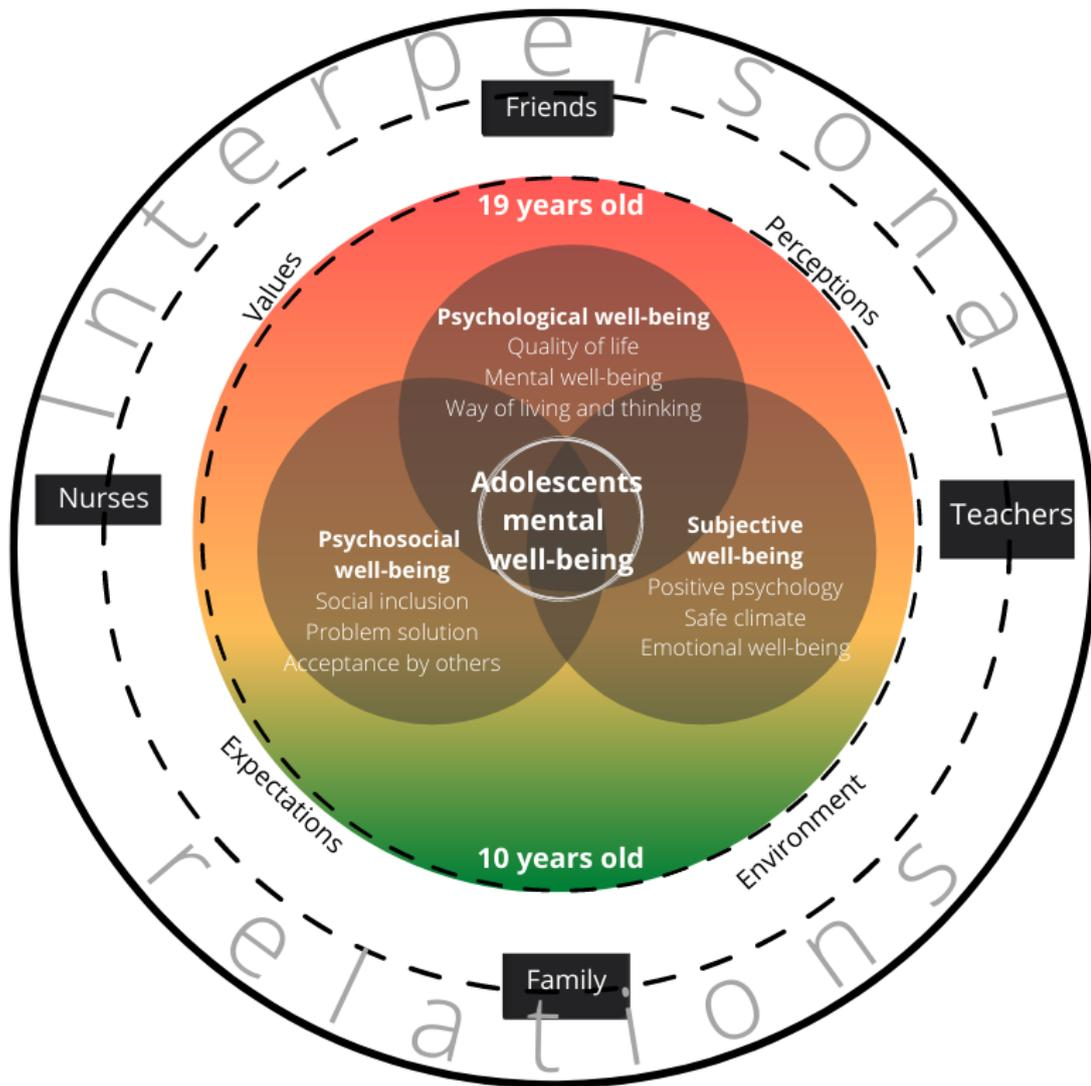 Interpersonal
Friends
19 years old
Values
Perceptions
Psychological well-being
Quality of life
Mental well-being
Way of living and thinking
Nurses
Adolescents
mental
well-being
Teachers
Psychosocial
well-being
Social inclusion
Problem solution
Acceptance by others
Subjective
well-being
Positive psychology
Safe climate
Emotional well-being
Expectations
Environment
10 years old
Family
relations